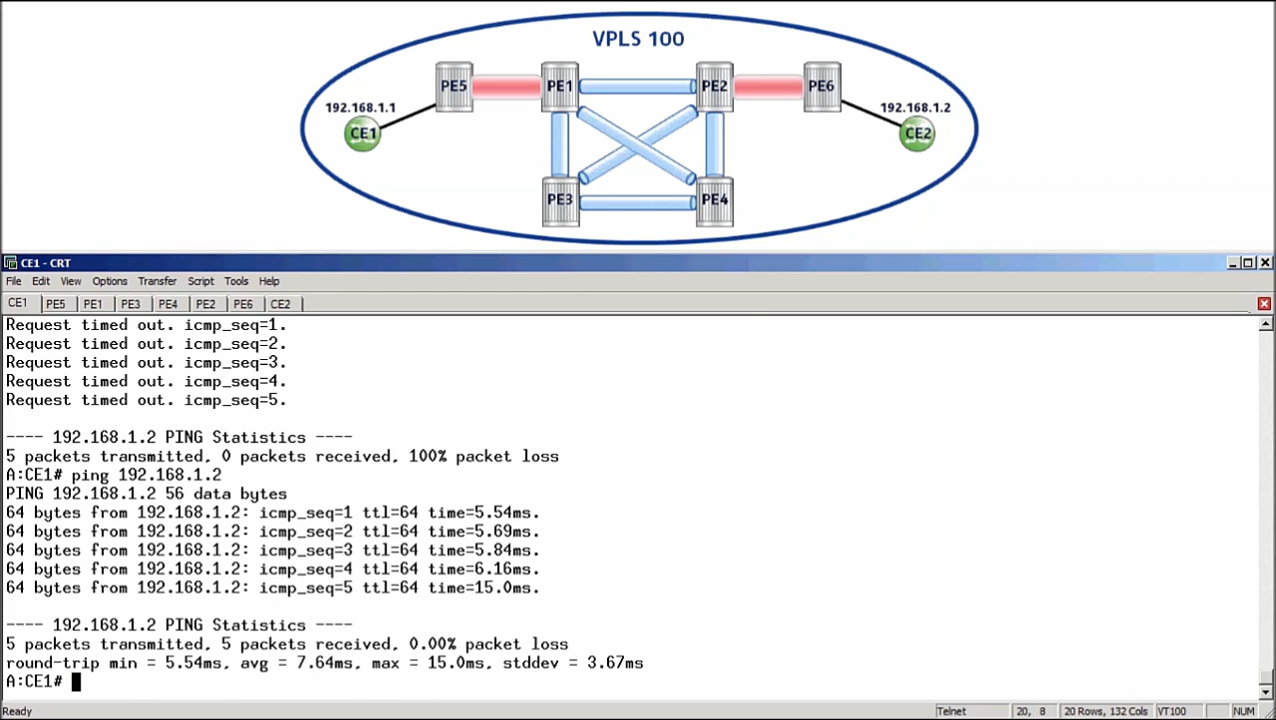 VPLS 100
PE5
PE1
PE2
PE6
192.168.1.1
192.168.1.2
CE1
CE2
PE3
PE4
CE1 - CRT
File Edit View Options Transfer Script Tools Help
CE1 PE5 PE1 PE3 PE4 PE2 PE6 CE2
Request timed out. icmp_seq=1.
Request timed out. icmp_seq=2.
Request timed out. icmp_seq=3.
Request timed out. icmp_seq=4.
Request timed out. icmp_seq=5.
---- 192.168.1.2 PING Statistics ----
5 packets transmitted, 0 packets received, 100% packet loss
A:CE1# ping 192.168.1.2
PING 192.168.1.2 56 data bytes
64 bytes from 192.168.1.2: icmp_seq=1 ttl=64 time=5.54ms.
64 bytes from 192.168.1.2: icmp_seq=2 ttl=64 time=5.69ms.
64 bytes from 192.168.1.2: icmp_seq=3 ttl=64 time=5.84ms.
64 bytes from 192.168.1.2: icmp_seq=4 ttl=64 time=6.16ms.
64 bytes from 192.168.1.2: icmp_seq=5 ttl=64 time=15.0ms.
---- 192.168.1.2 PING Statistics ----
5 packets transmitted, 5 packets received, 0.00% packet loss
round-trip min = 5.54ms, avg = 7.64ms, max = 15.0ms, stddev = 3.67ms
A:CE1#
Ready Telnet 20, 8 20 Rows, 132 Cols VT100 NUM